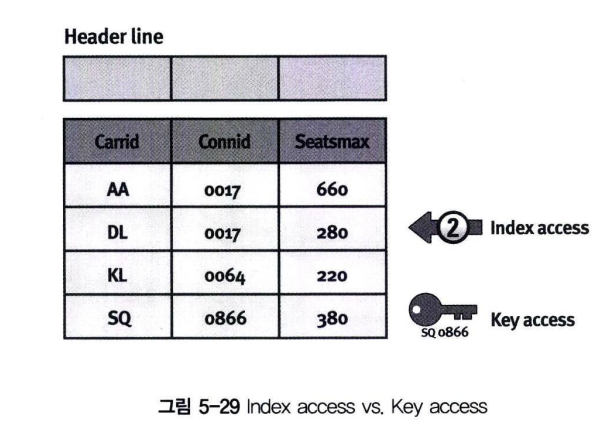 Header line
Carrid Connid Seatsmax
AA 0017 660
DL 0017 280
2 Index access
KL 0064 220
SQ 0866 380
SQ 0866 Key access
그림 5-29 Index access vs. Key access